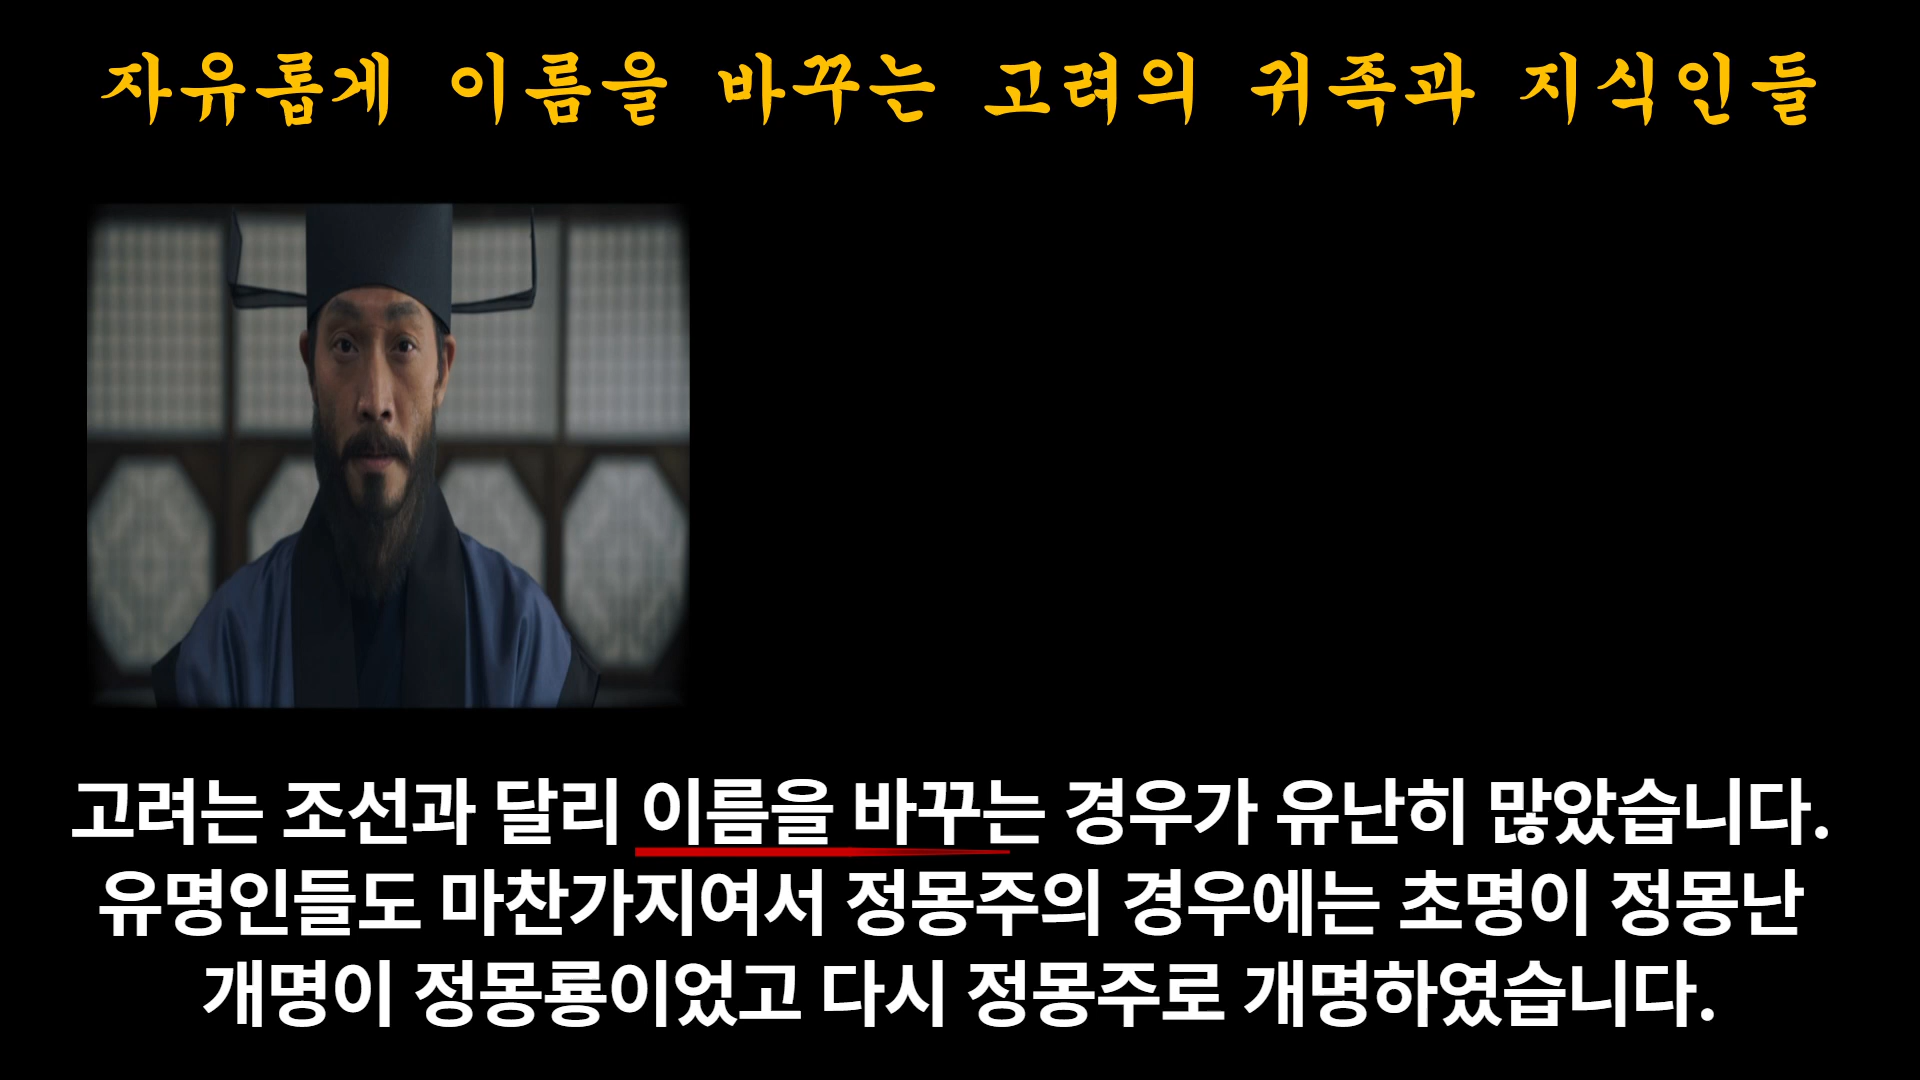 자유롭게 이름을 바꾸는 고려의 귀족과 지식인들
고려는 조선과 달리 이름을 바꾸는 경우가 유난히 많았습니다.
유명인들도 마찬가지여서 정몽주의 경우에는 초명이 정몽난
개명이 정몽룡이었고 다시 정몽주로 개명하였습니다.